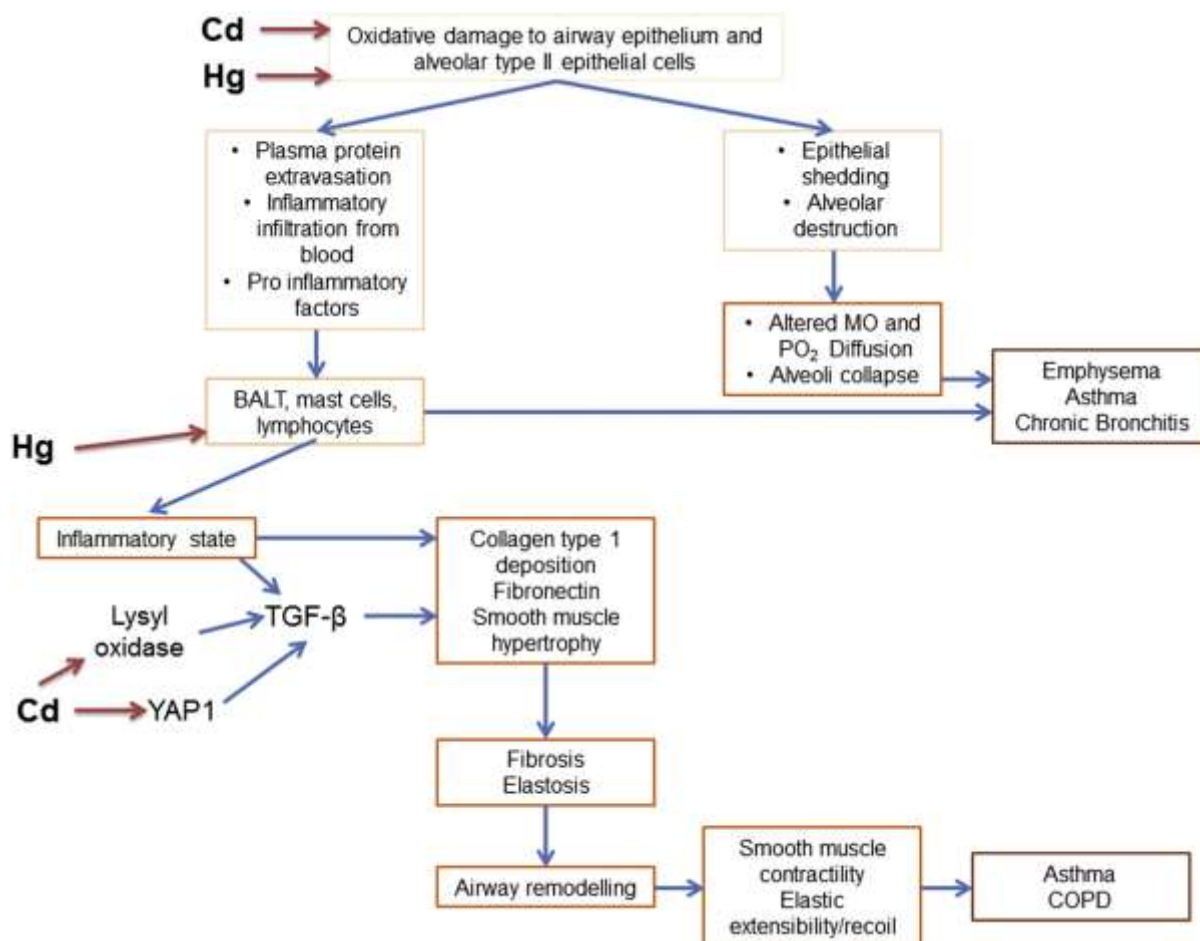 Cd
Hg
Oxidative damage to airway epithelium and
alveolar type II epithelial cells
• Plasma protein
extravasation
• Inflammatory
infiltration from
blood
• Pro inflammatory
factors
• Epithelial
shedding
• Alveolar
destruction
• Altered MO and
PO₂ Diffusion
• Alveoli collapse
Emphysema
Asthma
Chronic Bronchitis
BALT, mast cells,
lymphocytes
Hg
Inflammatory state
Collagen type 1
deposition
Fibronectin
Smooth muscle
hypertrophy
Lysyl
oxidase
TGF-β
Cd
YAP1
Fibrosis
Elastosis
Airway remodelling
Smooth muscle
contractility
Elastic
extensibility/recoil
Asthma
COPD